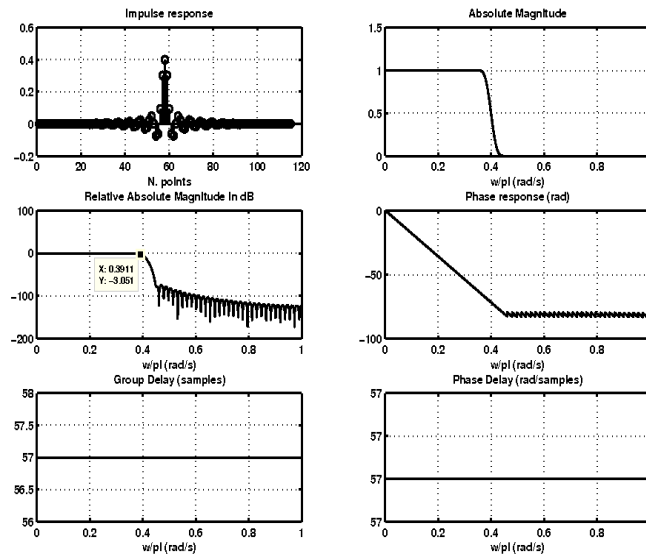 Impulse response
0.6
0.4
0.2
0
−0.2
0 20 40 60 80 100 120
N. points
Absolute Magnitude
1.5
1
0.5
0
0 0.2 0.4 0.6 0.8 1
w/pI (rad/s)
Relative Absolute Magnitude in dB
100
0
−100
−200
X: 0.3911
Y: −3.051
0 0.2 0.4 0.6 0.8 1
w/pI (rad/s)
Phase response (rad)
0
−50
−100
0 0.2 0.4 0.6 0.8 1
w/pI (rad/s)
Group Delay (samples)
58
57.5
57
56.5
56
0 0.2 0.4 0.6 0.8 1
w/pI (rad/s)
Phase Delay (rad/samples)
57
57
57
57
0 0.2 0.4 0.6 0.8 1
w/pI (rad/s)